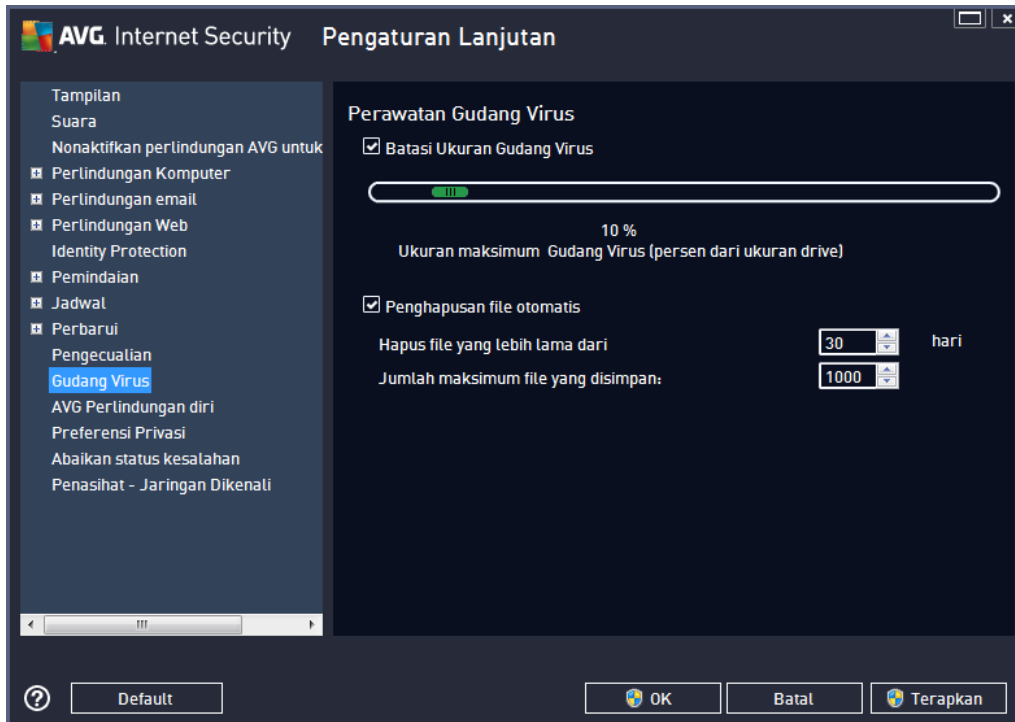 AVG. Internet Security Pengaturan Lanjutan
Tampilan
Suara
Nonaktifkan perlindungan AVG untuk
Perlindungan Komputer
Perlindungan email
Perlindungan Web
Identity Protection
Pemindaian
Jadwal
Perbarui
Pengecualian
Gudang Virus
AVG Perlindungan diri
Preferensi Privasi
Abaikan status kesalahan
Penasihat - Jaringan Dikenali
Perawatan Gudang Virus
Batasi Ukuran Gudang Virus
10 %
Ukuran maksimum Gudang Virus (persen dari ukuran drive)
Penghapusan file otomatis
Hapus file yang lebih lama dari 30 hari
Jumlah maksimum file yang disimpan: 1000
? Default OK Batal Terapkan